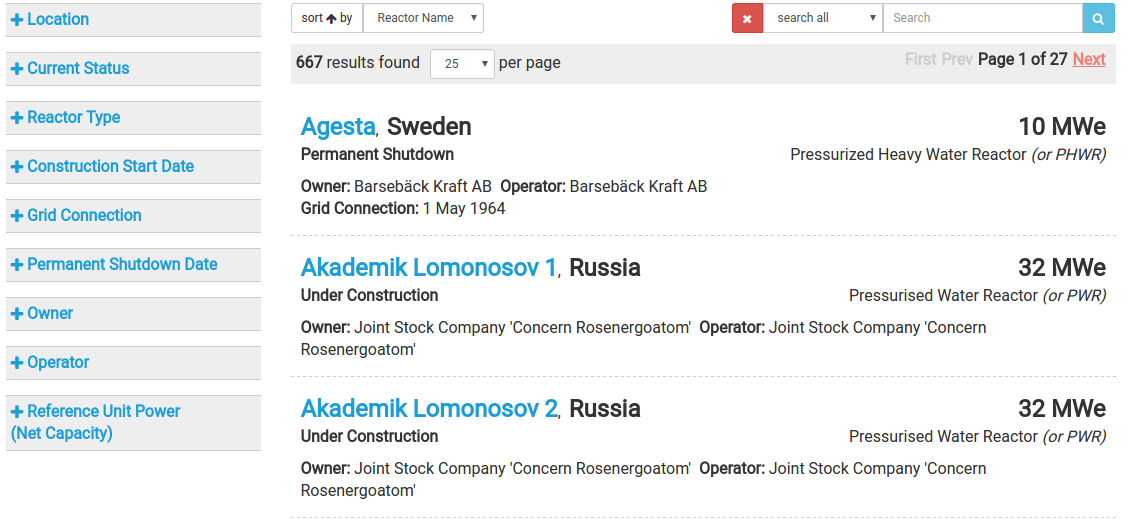 Location
Current Status
Reactor Type
Construction Start Date
Grid Connection
Permanent Shutdown Date
Owner
Operator
Reference Unit Power
(Net Capacity)
sort by Reactor Name search all Search
667 results found 25 per page First Prev Page 1 of 27 Next
Agesta, Sweden 10 MWe
Permanent Shutdown Pressurized Heavy Water Reactor (or PHWR)
Owner: Barsebäck Kraft AB Operator: Barsebäck Kraft AB
Grid Connection: 1 May 1964
Akademik Lomonosov 1, Russia 32 MWe
Under Construction Pressurised Water Reactor (or PWR)
Owner: Joint Stock Company 'Concern Rosenergoatom' Operator: Joint Stock Company 'Concern
Rosenergoatom'
Akademik Lomonosov 2, Russia 32 MWe
Under Construction Pressurised Water Reactor (or PWR)
Owner: Joint Stock Company 'Concern Rosenergoatom' Operator: Joint Stock Company 'Concern
Rosenergoatom'